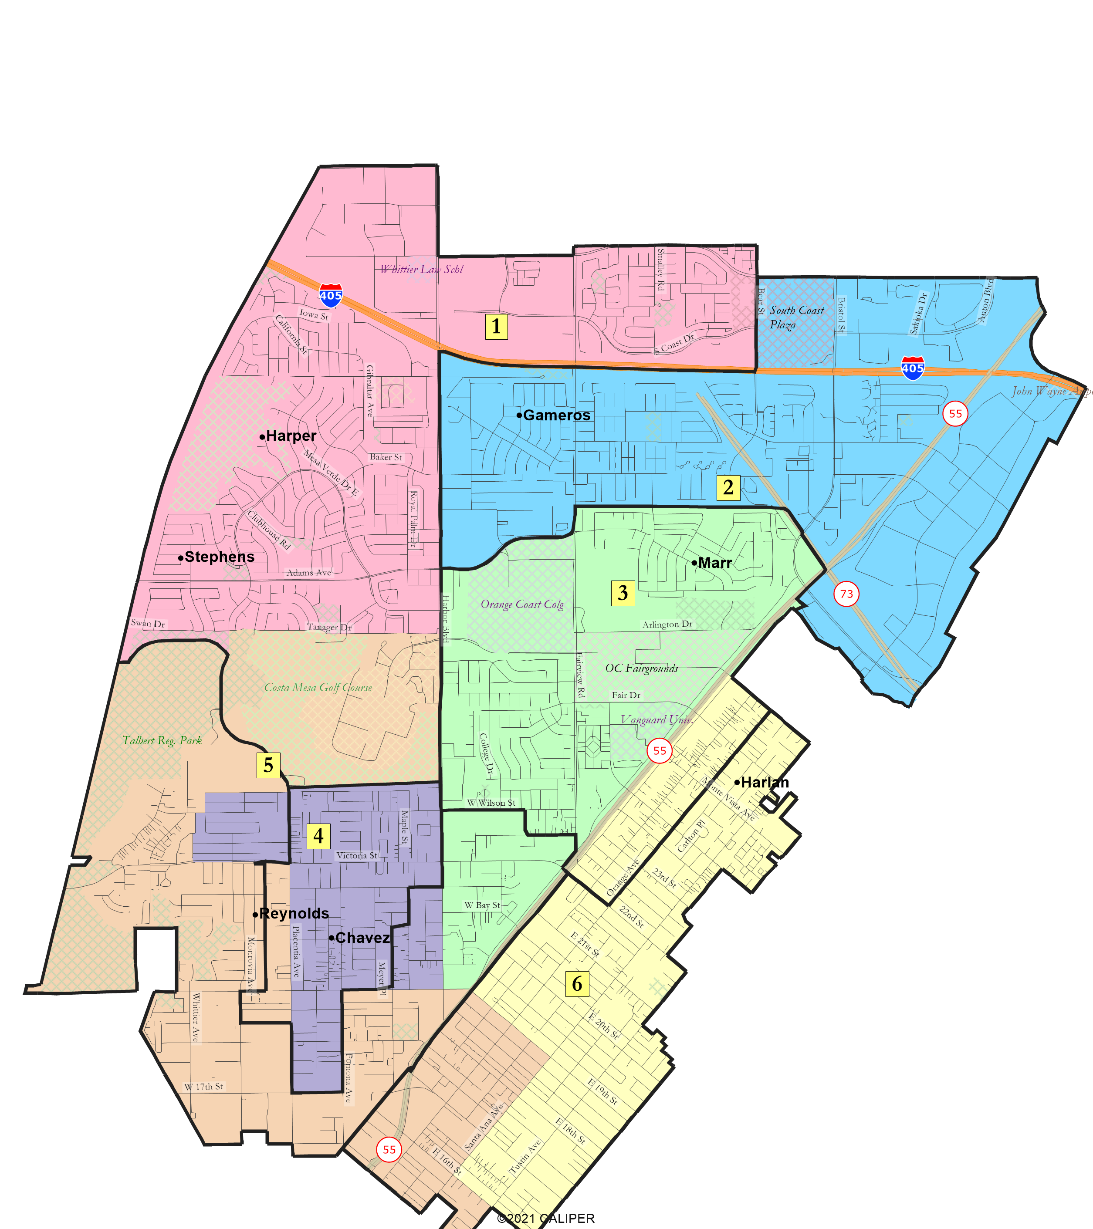 Whittier Law Schl
405
Iowa St
California St
1
Smalley Rd
S Coast Dr
Bear St
South Coast
Plaza
Bristol St
Sakioka Dr
Anton Blvd
405
John Wayne
55
Gibraltar Ave
Gameros
Harper
Baker St
Mesa Verde Dr E
Clubhouse Rd
Royal Palm Dr
2
Stephens
Adams Ave
Marr
3
73
Orange Coast Colg
Harbor Blvd
Swan Dr
Tanager Dr
Arlington Dr
OC Fairgrounds
Fairview Rd
Fair Dr
Costa Mesa Golf Course
Vanguard Univ.
Talbert Reg. Park
College Dr
55
5
Harlan
Monte Vista Ave
W Wilson St
4
Maple St
Victoria St
Carlton Pl
Orange Ave
23rd St
W Bay St
22nd St
Reynolds
Chavez
Placentia Ave
Monrovia Ave
Meyer Pl
E 21st St
6
Whittier Ave
E 20th St
Pomona Ave
W 17th St
E 19th St
Santa Ana Ave
E 18th St
55
E 16th St
Tustin Ave
©2021 CALIPER